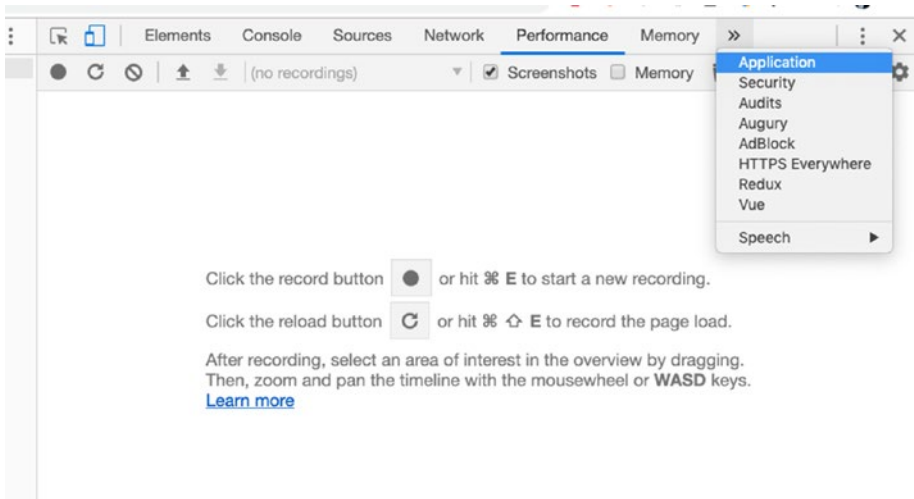 Elements Console Sources Network Performance Memory »
(no recordings) Screenshots Memory
Application
Security
Audits
Augury
AdBlock
HTTPS Everywhere
Redux
Vue
Speech
Click the record button or hit ⌘ E to start a new recording.
Click the reload button or hit ⌘ ⇧ E to record the page load.
After recording, select an area of interest in the overview by dragging.
Then, zoom and pan the timeline with the mousewheel or WASD keys.
Learn more